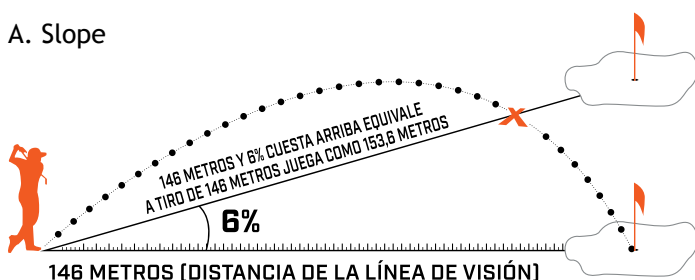 A. Slope
146 METROS Y 6% CUESTA ARRIBA EQUIVALE
A TIRO DE 146 METROS JUEGA COMO 153,6 METROS
6%
146 METROS (DISTANCIA DE LA LÍNEA DE VISIÓN)